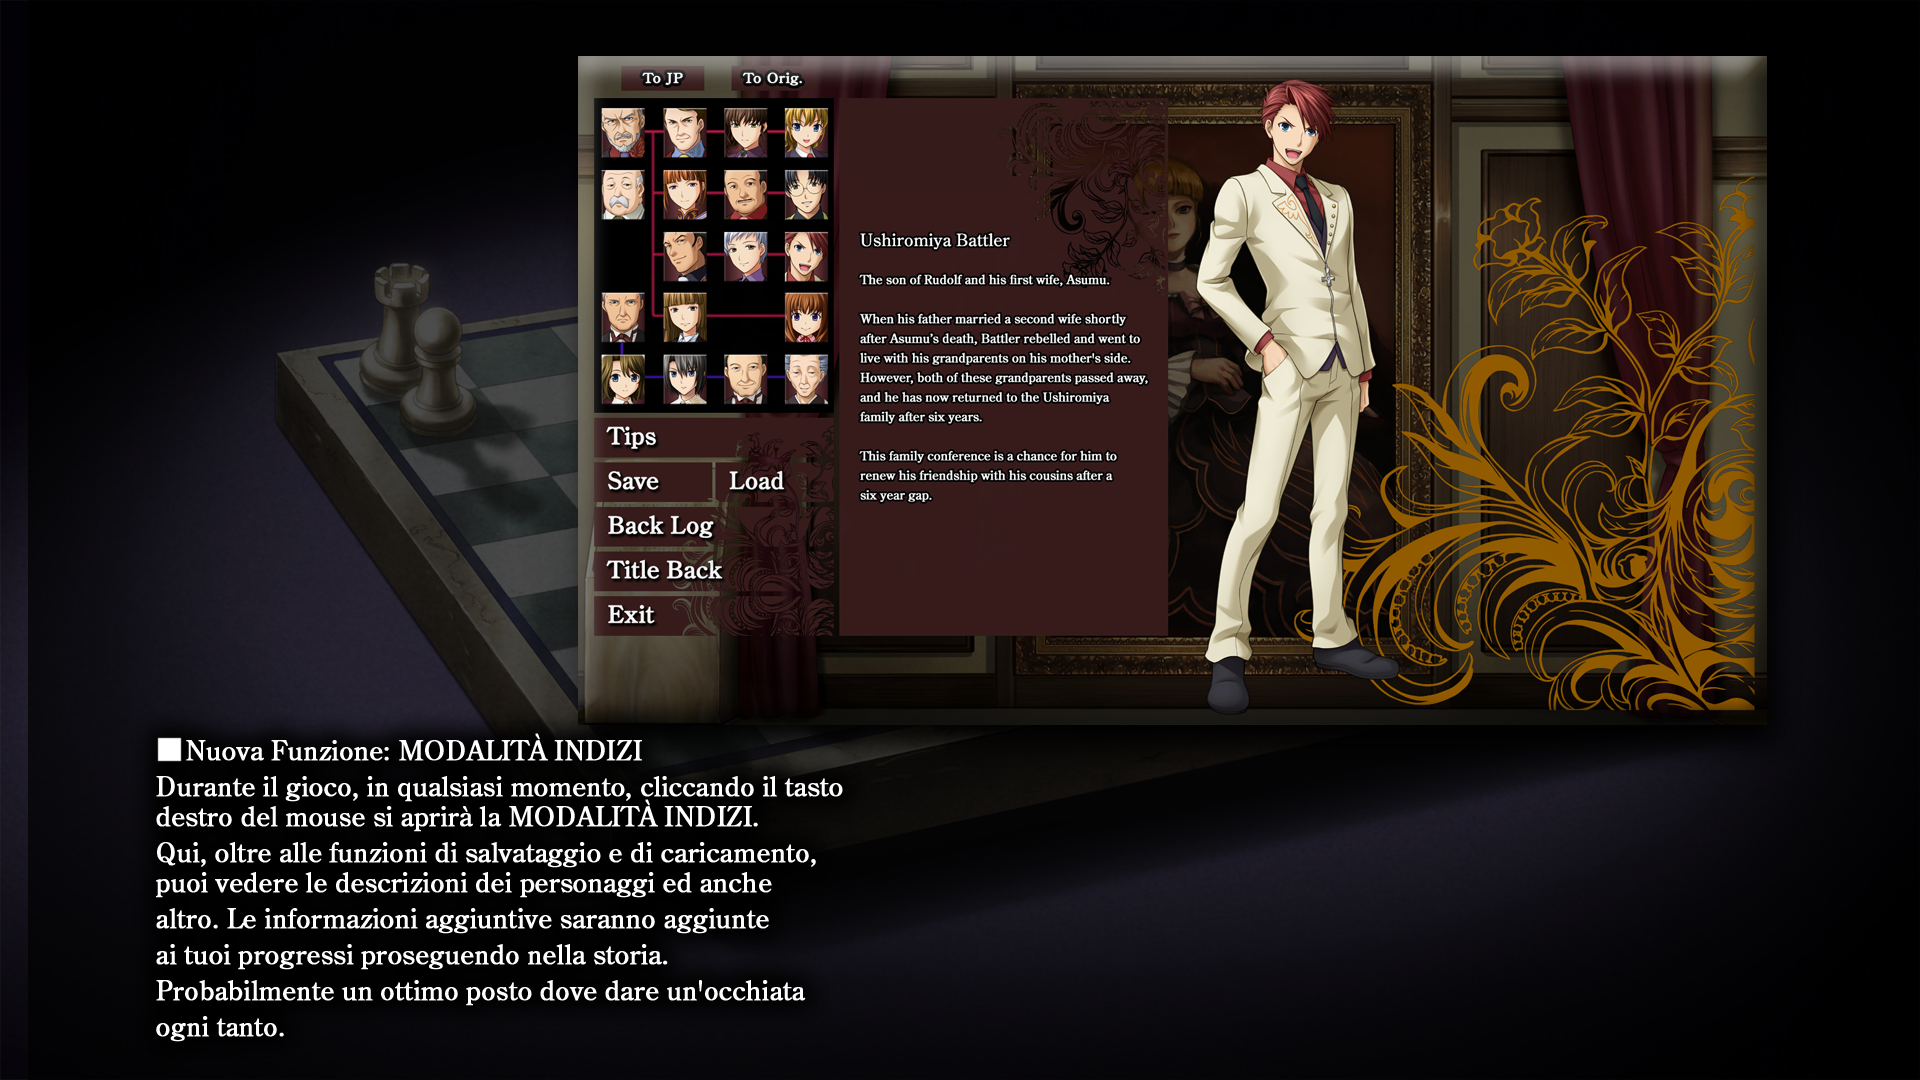 To JP
To Orig.
Tips
Save
Load
Back Log
Title Back
Exit
Ushiromiya Battler
The son of Rudolf and his first wife, Asumu.
When his father married a second wife shortly
after Asumu's death, Battler rebelled and went to
live with his grandparents on his mother's side.
However, both of these grandparents passed away,
and he has now returned to the Ushiromiya
family after six years.
This family conference is a chance for him to
renew his friendship with his cousins after a
six year gap.
■Nuova Funzione: MODALITÀ INDIZI
Durante il gioco, in qualsiasi momento, cliccando il tasto
destro del mouse si aprirà la MODALITÀ INDIZI.
Qui, oltre alle funzioni di salvataggio e di caricamento,
puoi vedere le descrizioni dei personaggi ed anche
altro. Le informazioni aggiuntive saranno aggiunte
ai tuoi progressi proseguendo nella storia.
Probabilmente un ottimo posto dove dare un'occhiata
ogni tanto.